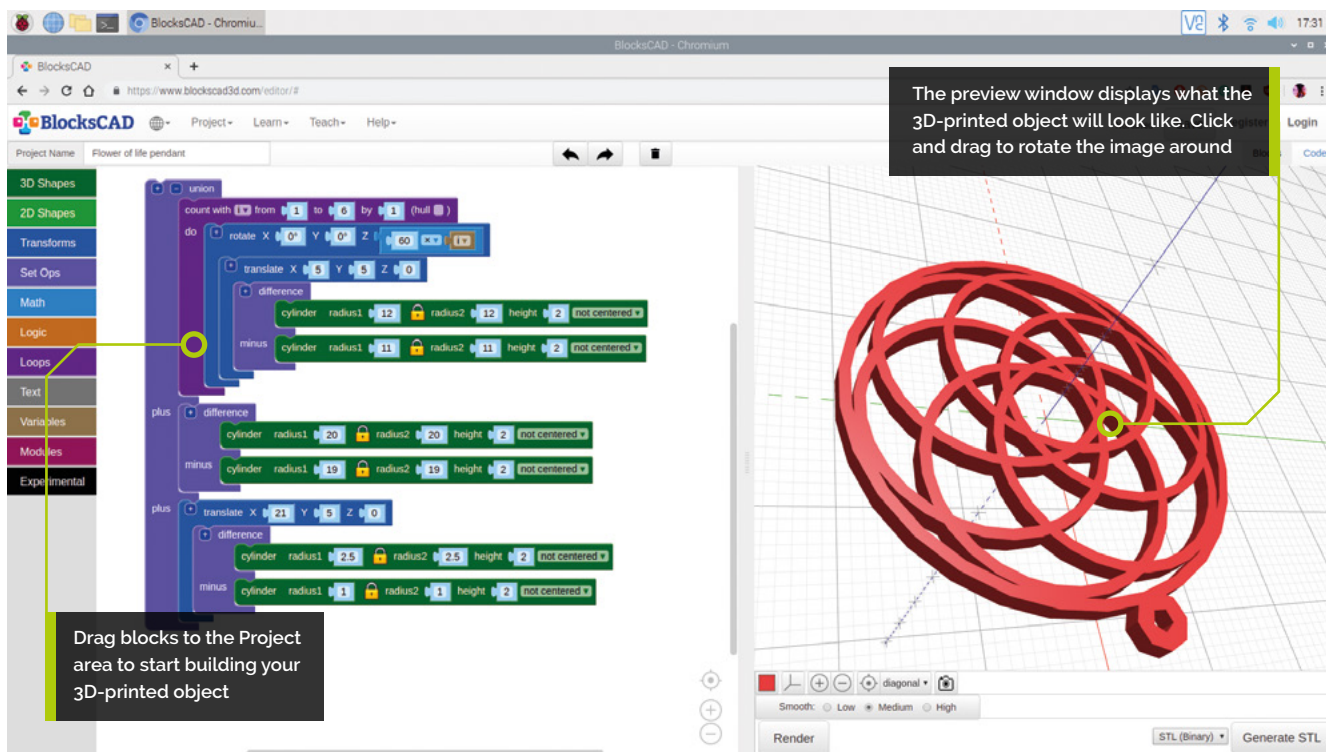 BlocksCAD - Chromiu...
17:31
BlocksCAD - Chromium
BlocksCAD × +
https://www.blockscad3d.com/editor/#
BlocksCAD Project Learn Teach Help
Login
Project Name Flower of life pendant
Code
The preview window displays what the
3D-printed object will look like. Click
and drag to rotate the image around
3D Shapes
2D Shapes
Transforms
Set Ops
Math
Logic
Loops
Text
Variables
Modules
Experimental
+ - union
count with i from 1 to 6 by 1 (hull )
do + rotate X 0° Y 0° Z 60 × i
+ translate X 5 Y 5 Z 0
+ difference
cylinder radius1 12 radius2 12 height 2 not centered
minus cylinder radius1 11 radius2 11 height 2 not centered
plus + difference
cylinder radius1 20 radius2 20 height 2 not centered
minus cylinder radius1 19 radius2 19 height 2 not centered
plus + translate X 21 Y 5 Z 0
+ difference
cylinder radius1 2.5 radius2 2.5 height 2 not centered
minus cylinder radius1 1 radius2 1 height 2 not centered
Drag blocks to the Project
area to start building your
3D-printed object
diagonal
Smooth: Low Medium High
Render STL (Binary) Generate STL